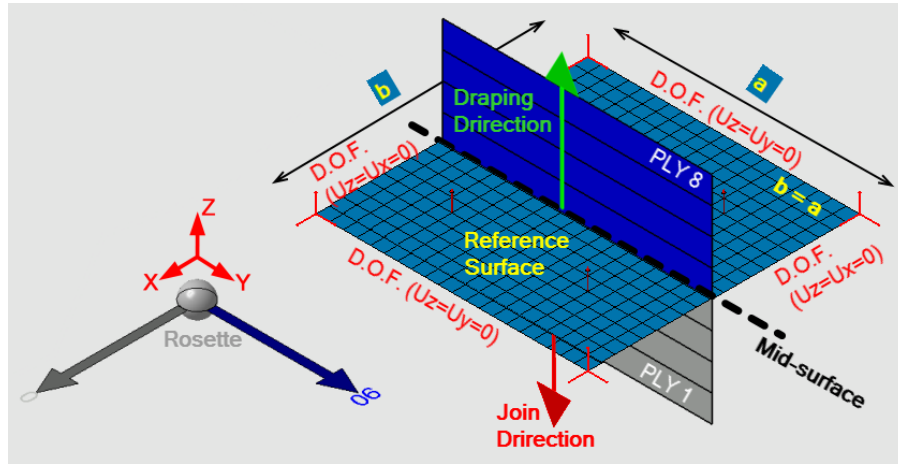 b
a
Draping
Drirection
D.O.F. (Uz=Uy=0)
PLY 8
b = a
D.O.F.
(Uz=Ux=0)
Reference
Surface
D.O.F.
(Uz=Ux=0)
Z
X
Y
Rosette
D.O.F. (Uz=Uy=0)
Mid-surface
PLY 1
0
90
Join
Drirection